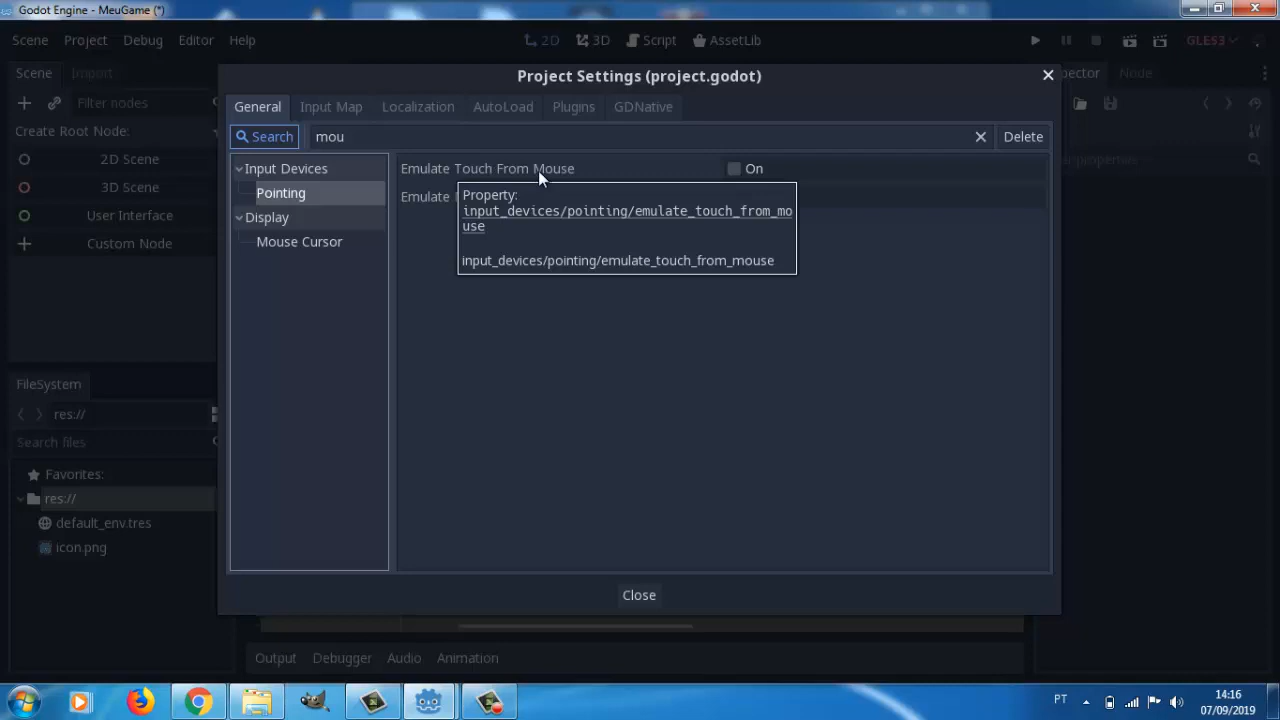 Godot Engine - MeuGame (*)
Scene Project Debug Editor Help
2D 3D Script AssetLib
GLES3
Scene Import
Filter nodes
Create Root Node:
2D Scene
3D Scene
User Interface
Custom Node
FileSystem
res://
Search files
Favorites:
res://
default_env.tres
icon.png
Project Settings (project.godot)
General Input Map Localization AutoLoad Plugins GDNative
Search mou Delete
Input Devices
Pointing
Display
Mouse Cursor
Emulate Touch From Mouse On
Emulate
Property:
input_devices/pointing/emulate_touch_from_mo
use
input_devices/pointing/emulate_touch_from_mouse
Close
Node
Output Debugger Audio Animation
PT
14:16
07/09/2019